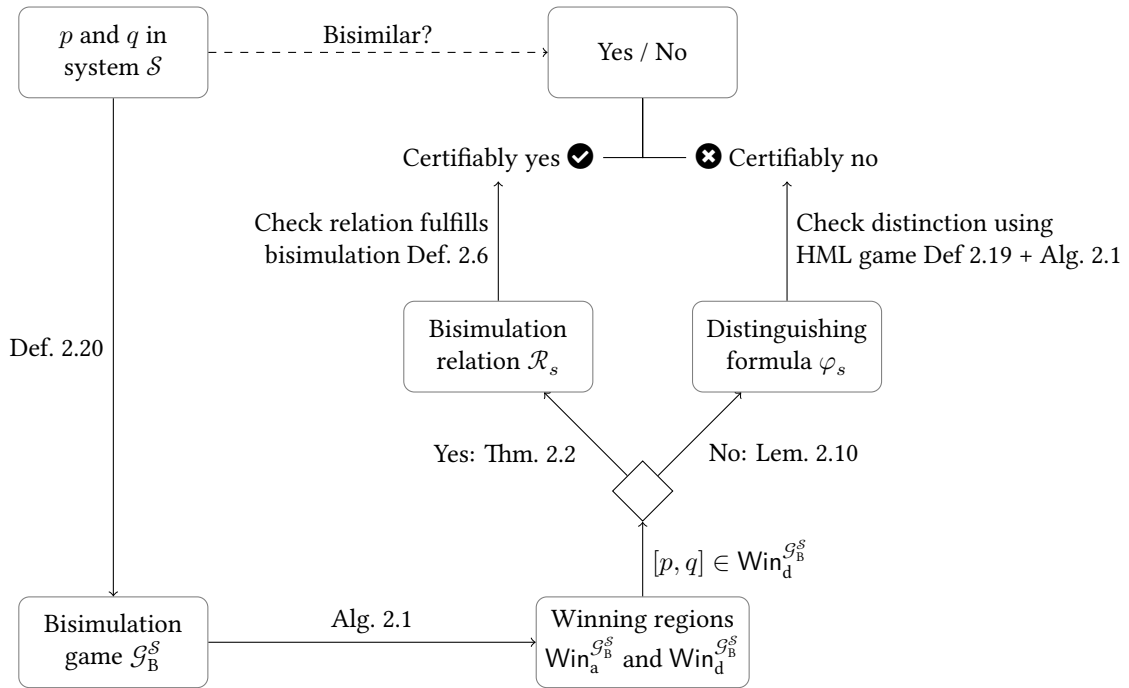 p and q in
system 𝒮
Bisimilar?
Yes / No
Certifiably yes
Certifiably no
Check relation fulfills
bisimulation Def. 2.6
Check distinction using
HML game Def 2.19 + Alg. 2.1
Bisimulation
relation ℛ_s
Distinguishing
formula φ_s
Def. 2.20
Yes: Thm. 2.2
No: Lem. 2.10
[p, q] ∈ Win_d^{𝒢_B^𝒮}
Bisimulation
game 𝒢_B^𝒮
Alg. 2.1
Winning regions
Win_a^{𝒢_B^𝒮} and Win_d^{𝒢_B^𝒮}